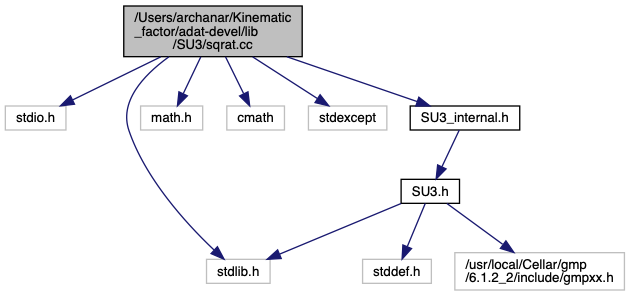 /Users/archanar/Kinematic
_factor/adat-devel/lib
/SU3/sqrat.cc
stdio.h
math.h
cmath
stdexcept
SU3_internal.h
SU3.h
stdlib.h
stddef.h
/usr/local/Cellar/gmp
/6.1.2_2/include/gmpxx.h